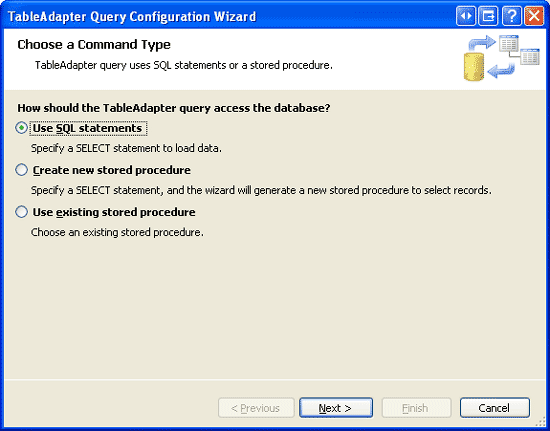 TableAdapter Query Configuration Wizard
Choose a Command Type
TableAdapter query uses SQL statements or a stored procedure.
How should the TableAdapter query access the database?
Use SQL statements
Specify a SELECT statement to load data.
Create new stored procedure
Specify a SELECT statement, and the wizard will generate a new stored procedure to select records.
Use existing stored procedure
Choose an existing stored procedure.
< Previous
Next >
Finish
Cancel